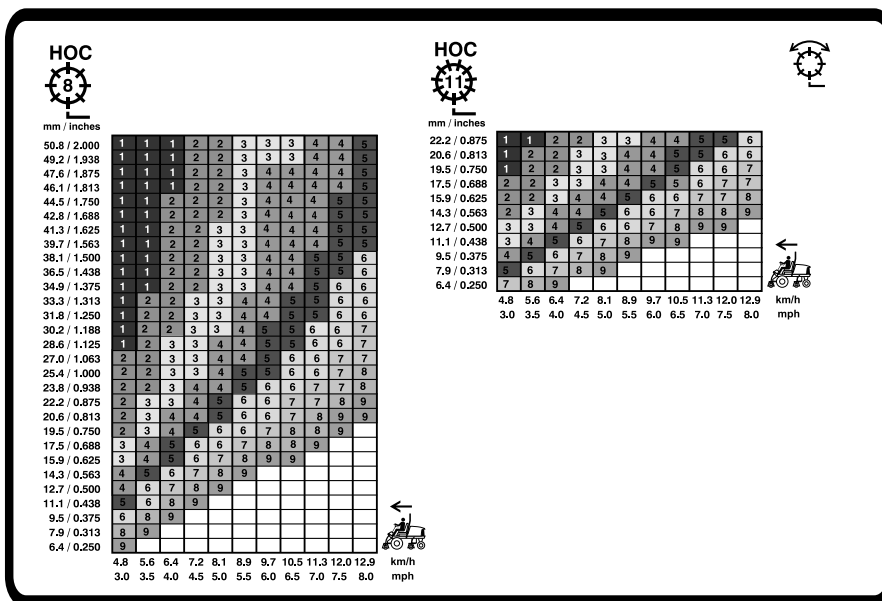 HOC
8
mm / inches
50.8 / 2.000 1 1 1 2 2 3 3 3 4 4 5
49.2 / 1.938 1 1 1 2 2 3 3 3 4 4 5
47.6 / 1.875 1 1 1 2 2 3 4 4 4 4 5
46.1 / 1.813 1 1 1 2 2 3 4 4 4 4 5
44.5 / 1.750 1 1 2 2 2 3 4 4 4 5 5
42.8 / 1.688 1 1 2 2 2 3 4 4 4 5 5
41.3 / 1.625 1 1 2 2 3 3 4 4 4 5 5
39.7 / 1.563 1 1 2 2 3 3 4 4 4 5 5
38.1 / 1.500 1 1 2 2 3 3 4 4 5 5 6
36.5 / 1.438 1 1 2 2 3 3 4 4 5 5 6
34.9 / 1.375 1 1 2 2 3 3 4 4 5 6 6
33.3 / 1.313 1 2 2 3 3 4 4 5 5 6 6
31.8 / 1.250 1 2 2 3 3 4 4 5 5 6 6
30.2 / 1.188 1 2 2 3 3 4 5 5 6 6 7
28.6 / 1.125 1 2 2 3 3 4 5 5 6 6 7
27.0 / 1.063 2 2 3 3 4 4 5 6 6 7 7
25.4 / 1.000 2 2 3 3 4 5 5 6 6 7 8
23.8 / 0.938 2 2 3 4 4 5 6 6 7 7 8
22.2 / 0.875 2 3 3 4 5 6 6 7 7 8 9
20.6 / 0.813 2 3 4 4 5 6 6 7 8 9 9
19.5 / 0.750 2 3 4 5 6 6 7 8 8 9
17.5 / 0.688 3 4 5 6 6 7 8 8 9
15.9 / 0.625 3 4 5 6 7 8 9 9
14.3 / 0.563 4 5 6 7 8 9
12.7 / 0.500 4 6 7 8 9
11.1 / 0.438 5 6 8 9
9.5 / 0.375 6 8 9
7.9 / 0.313 8 9
6.4 / 0.250 9
4.8 5.6 6.4 7.2 8.1 8.9 9.7 10.5 11.3 12.0 12.9 km/h
3.0 3.5 4.0 4.5 5.0 5.5 6.0 6.5 7.0 7.5 8.0 mph
HOC
11
mm / inches
22.2 / 0.875 1 1 2 2 3 3 4 4 5 5 6
20.6 / 0.813 1 2 2 3 3 4 4 5 5 6 6
19.5 / 0.750 1 2 2 3 3 4 4 5 6 6 7
17.5 / 0.688 2 2 3 3 4 4 5 5 6 7 7
15.9 / 0.625 2 2 3 4 4 5 6 6 7 7 8
14.3 / 0.563 2 3 4 4 5 6 6 7 8 8 9
12.7 / 0.500 3 3 4 5 6 6 7 8 9 9
11.1 / 0.438 3 4 5 6 7 8 9 9
9.5 / 0.375 4 5 6 7 8 9
7.9 / 0.313 5 6 7 8 9
6.4 / 0.250 7 8 9
4.8 5.6 6.4 7.2 8.1 8.9 9.7 10.5 11.3 12.0 12.9 km/h
3.0 3.5 4.0 4.5 5.0 5.5 6.0 6.5 7.0 7.5 8.0 mph